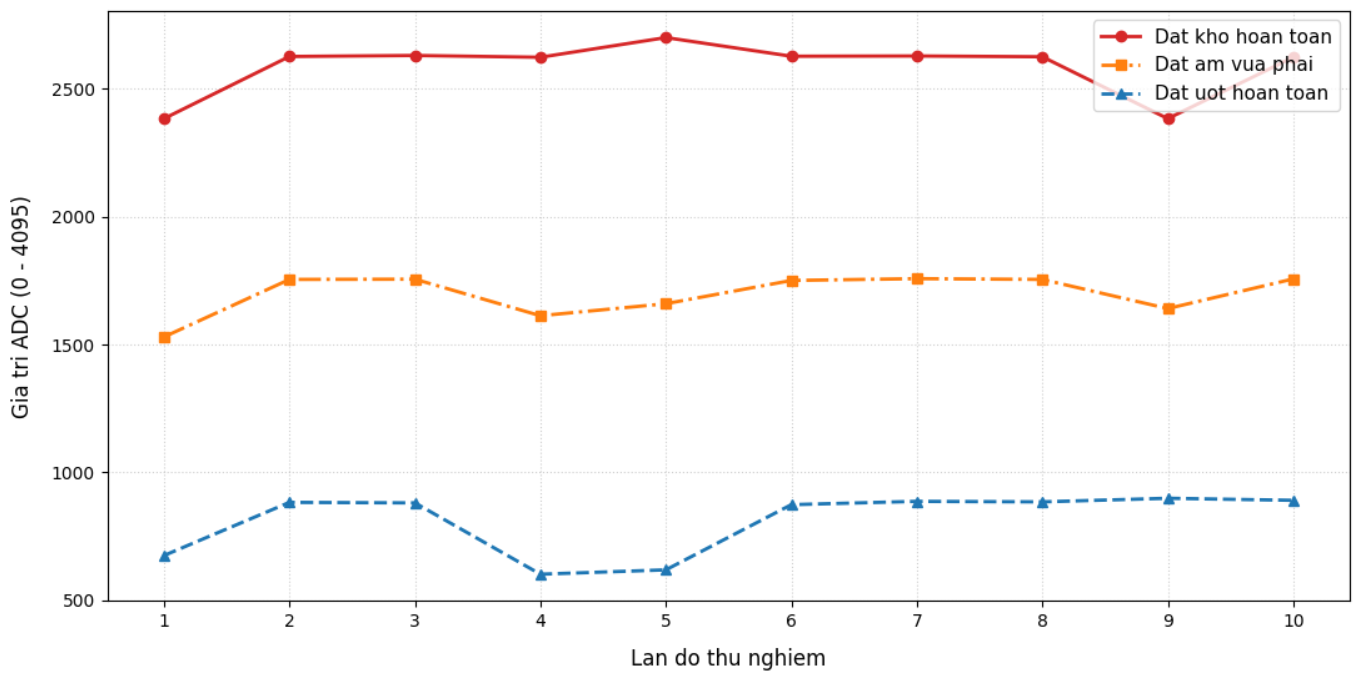 Dat kho hoan toan
Dat am vua phai
Dat uot hoan toan
Gia tri ADC (0 - 4095)
2500
2000
1500
1000
500
1 2 3 4 5 6 7 8 9 10
Lan do thu nghiem